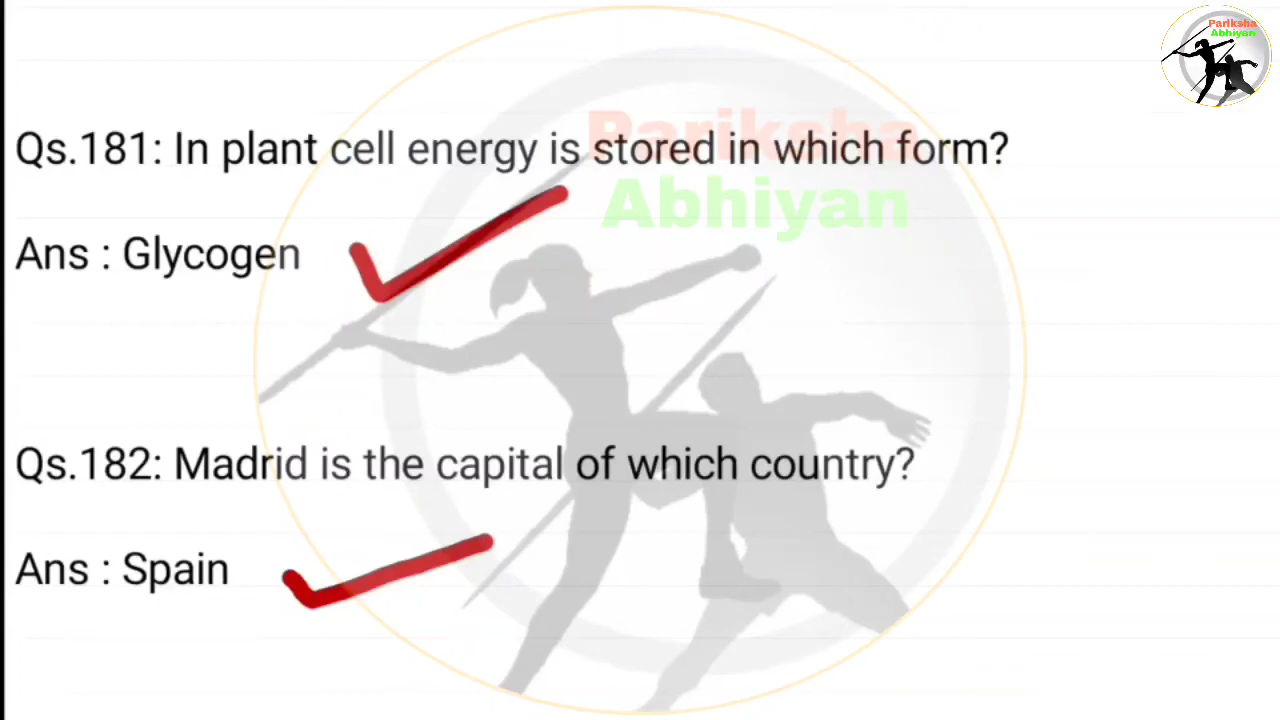 Pariksha
Abhiyan
Pariksha
Abhiyan
Qs.181: In plant cell energy is stored in which form?
Ans : Glycogen
Qs.182: Madrid is the capital of which country?
Ans : Spain